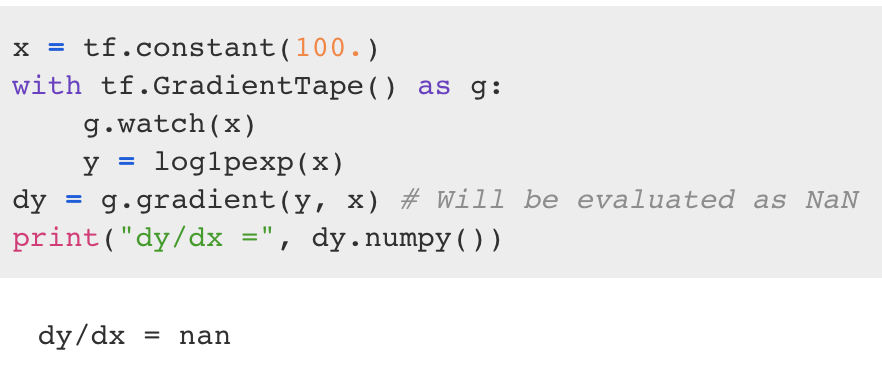 x = tf.constant(100.)
with tf.GradientTape() as g:
    g.watch(x)
    y = log1pexp(x)
dy = g.gradient(y, x) # Will be evaluated as NaN
print("dy/dx =", dy.numpy())
dy/dx = nan